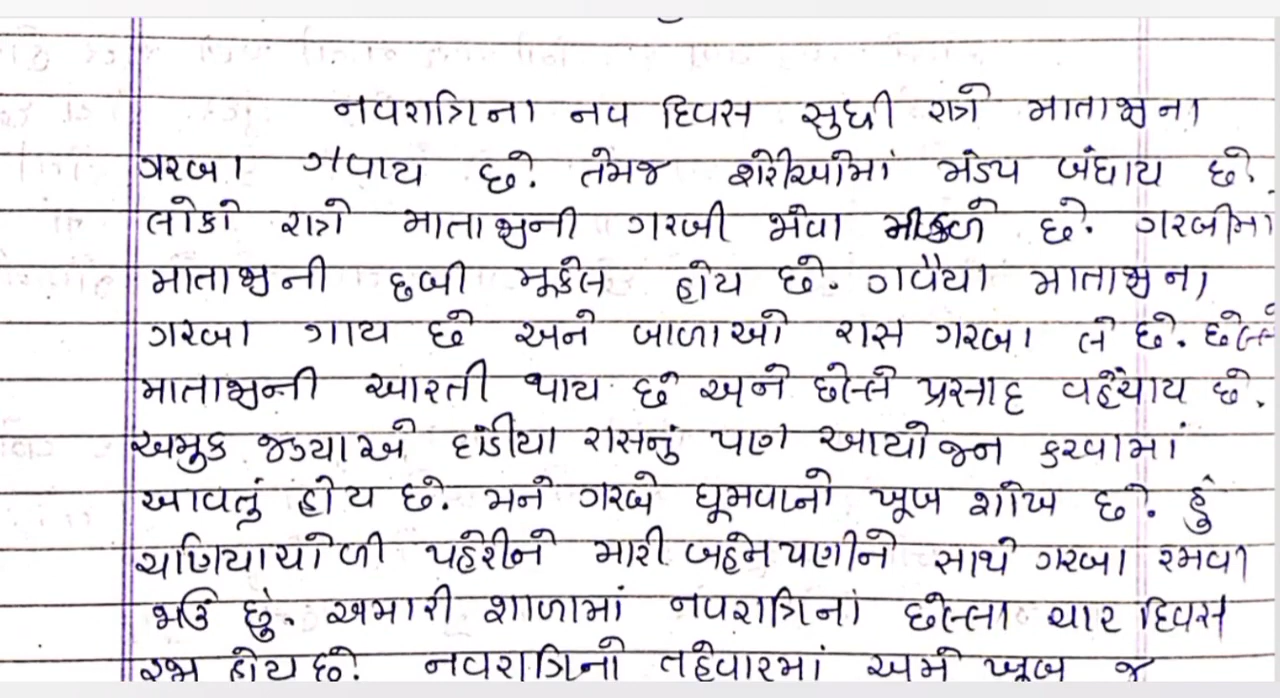 નવરાત્રિના નવ દિવસ સુધી રાત્રે માતાજીના
ગરબા ગવાય છે. તેમજ શેરીઓમાં મંડપ બંધાય છે.
લોકો રાત્રે માતાજીની ગરબી જોવા નીકળે છે. ગરબીમાં
માતાજીની છબી મૂકેલ હોય છે. ગવૈયા માતાજીના
ગરબા ગાય છે અને બાળાઓ રાસ ગરબા લે છે. છેલ્લે
માતાજીની આરતી થાય છે અને છેલ્લે પ્રસાદ વહેંચાય છે.
અમુક જગ્યાએ દાંડીયા રાસનું પણ આયોજન કરવામાં
આવતું હોય છે. મને ગરબે ઘૂમવાનો ખૂબ શોખ છે. હું
ચણિયાચોળી પહેરીને મારી બહેનપણીને સાથે ગરબા રમવા
જાઉં છું. અમારી શાળામાં નવરાત્રિનાં છેલ્લા ચાર દિવસ
રજા હોય છે. નવરાત્રિનો તહેવારમાં અમે ખૂબ જ